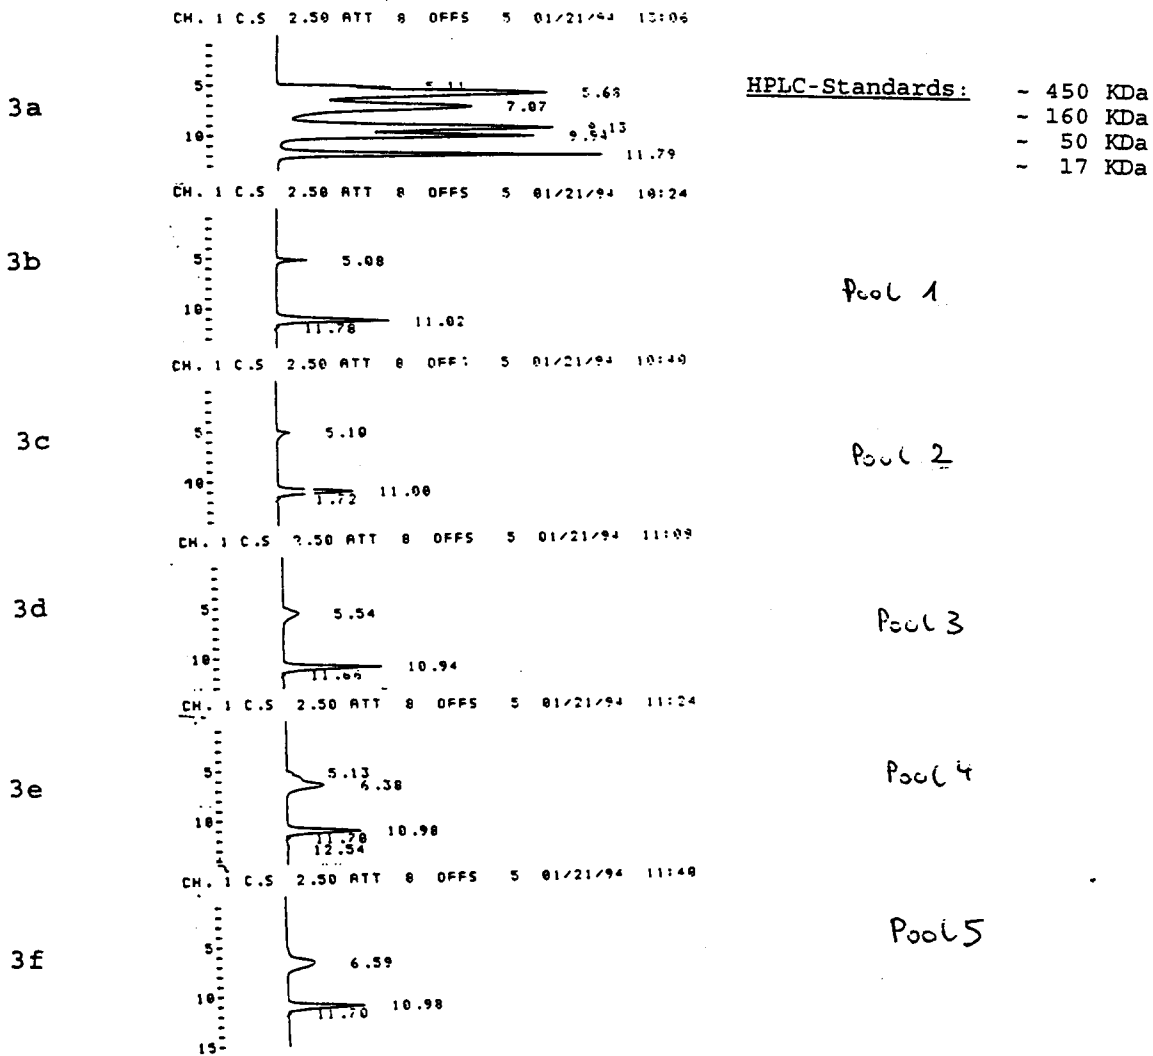 CH. 1 C.S 2.50 ATT 8 OFFS 5 01/21/94
3a
5
10
5.11
5.68
7.07
9.54
11.79
HPLC-Standards: ~ 450 KDa
~ 160 KDa
~ 50 KDa
~ 17 KDa
CH. 1 C.S 2.50 ATT 8 OFFS 5 01/21/94 10:24
3b
5
5.08
10
11.78 11.02
Pool 1
CH. 1 C.S 2.50 ATT 8 OFFS 5 01/21/94 10:40
3c
5
5.10
10
1.72 11.00
Pool 2
CH. 1 C.S 2.50 ATT 8 OFFS 5 01/21/94 11:09
3d
5
5.54
10
11.66 10.94
Pool 3
CH. 1 C.S 2.50 ATT 8 OFFS 5 01/21/94 11:24
3e
5
5.13
6.38
10
11.70 10.98
12.54
Pool 4
CH. 1 C.S 2.50 ATT 8 OFFS 5 01/21/94 11:40
3f
5
6.59
10
11.70 10.98
15
Pool 5